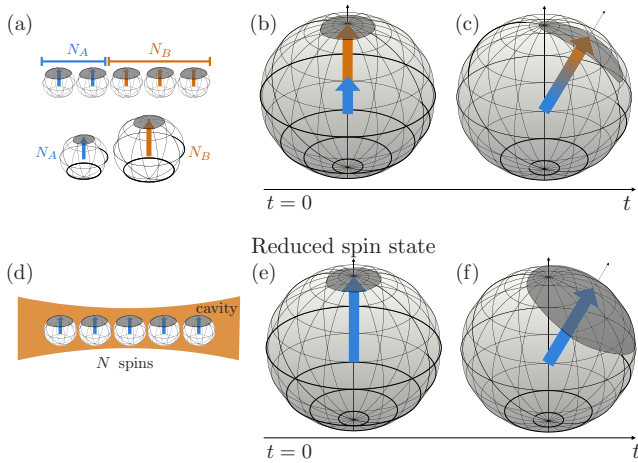 (a)
N_A N_B
N_A
N_B
(b)
(c)
t = 0 t
(d)
cavity
N spins
Reduced spin state
(e)
(f)
t = 0 t